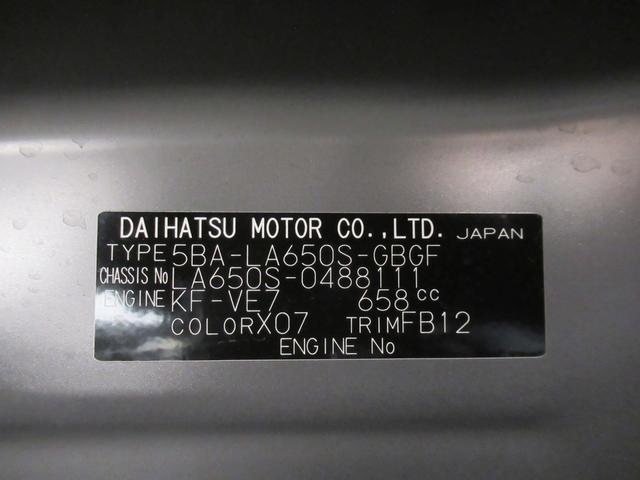 DAIHATSU MOTOR CO.,LTD. JAPAN
TYPE 5BA-LA650S-GBGF
CHASSIS No LA650S-0488111
ENGINE KF-VE7 658cc
COLOR X07 TRIM FB12
ENGINE No